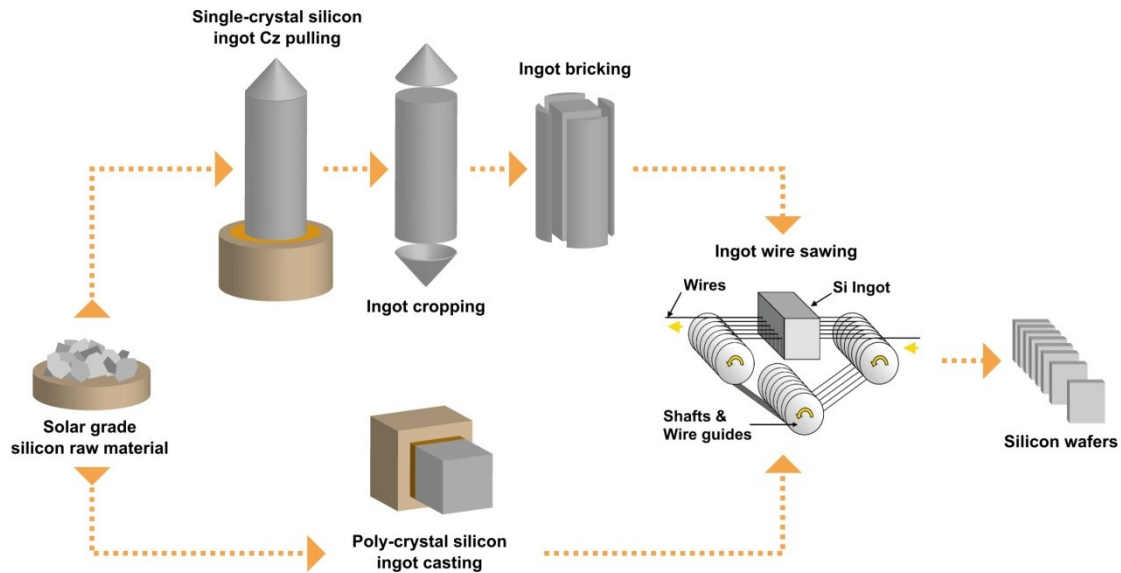 Single-crystal silicon
ingot Cz pulling
Ingot cropping
Ingot bricking
Ingot wire sawing
Wires
Si Ingot
Shafts &
Wire guides
Silicon wafers
Solar grade
silicon raw material
Poly-crystal silicon
ingot casting